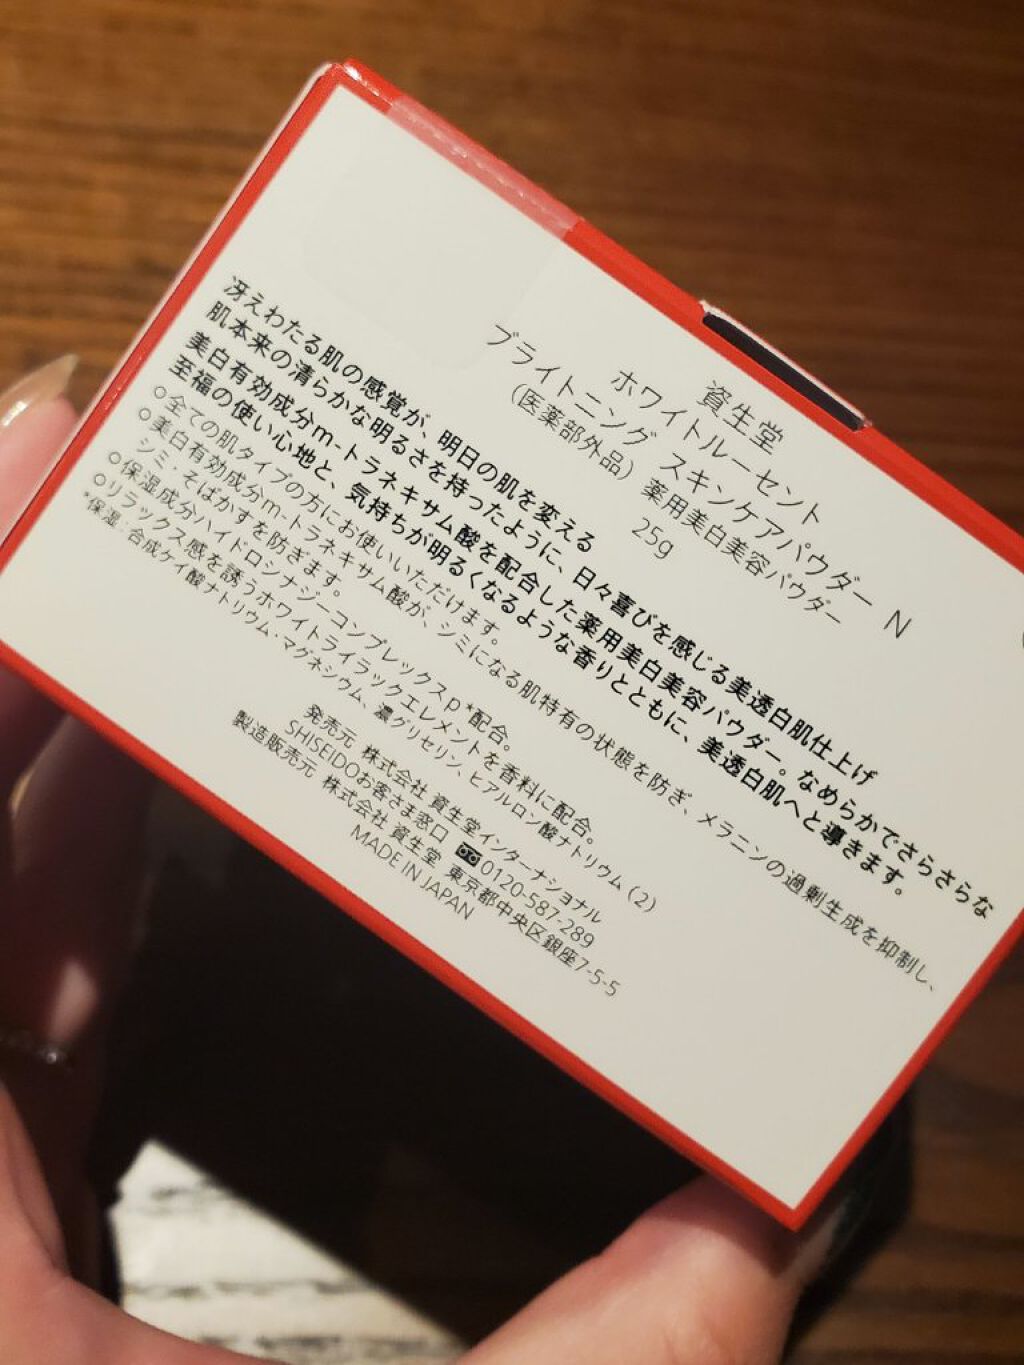 資生堂
ホワイトルーセント
ブライトニング スキンケアパウダー N
(医薬部外品) 薬用美白美容パウダー
25g
冴えわたる肌の感覚が、明日の肌を変える
肌本来の清らかな明るさを持ったように、日々喜びを感じる美透白肌仕上げ
美白有効成分m-トラネキサム酸を配合した薬用美白美容パウダー。なめらかでさらさらな
至福の使い心地と、気持ちが明るくなるような香りとともに、美透白肌へと導きます。
○全ての肌タイプの方にお使いいただけます。
○美白有効成分m-トラネキサム酸が、シミになる肌特有の状態を防ぎ、メラニンの過剰生成を抑制し、
シミ・そばかすを防ぎます。
○保湿成分ハイドロシナジーコンプレックスp*配合。
○リラックス感を誘うホワイトライラックエレメントを香料に配合。
*保湿：合成ケイ酸ナトリウム・マグネシウム、濃グリセリン、ヒアルロン酸ナトリウム (2)
発売元 株式会社 資生堂インターナショナル
SHISEIDOお客さま窓口 0120-587-289
製造販売元 株式会社 資生堂 東京都中央区銀座7-5-5
MADE IN JAPAN